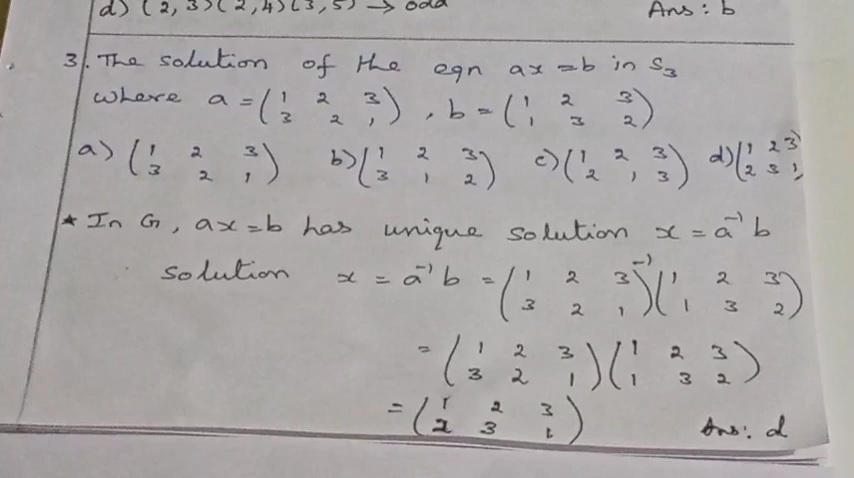 d) (2, 3)(2, 4)(3, 5) → odd Ans: b
3. The solution of the eqn ax = b in S₃
where a = (1 2 3 / 3 2 1), b = (1 2 3 / 1 3 2)
a) (1 2 3 / 3 2 1) b) (1 2 3 / 3 1 2) c) (1 2 3 / 2 1 3) d) (1 2 3 / 2 3 1)
* In G, ax = b has unique solution x = a⁻¹ b
solution x = a⁻¹ b = (1 2 3 / 3 2 1)⁻¹ (1 2 3 / 1 3 2)
= (1 2 3 / 3 2 1) (1 2 3 / 1 3 2)
= (1 2 3 / 2 3 1) Ans: d